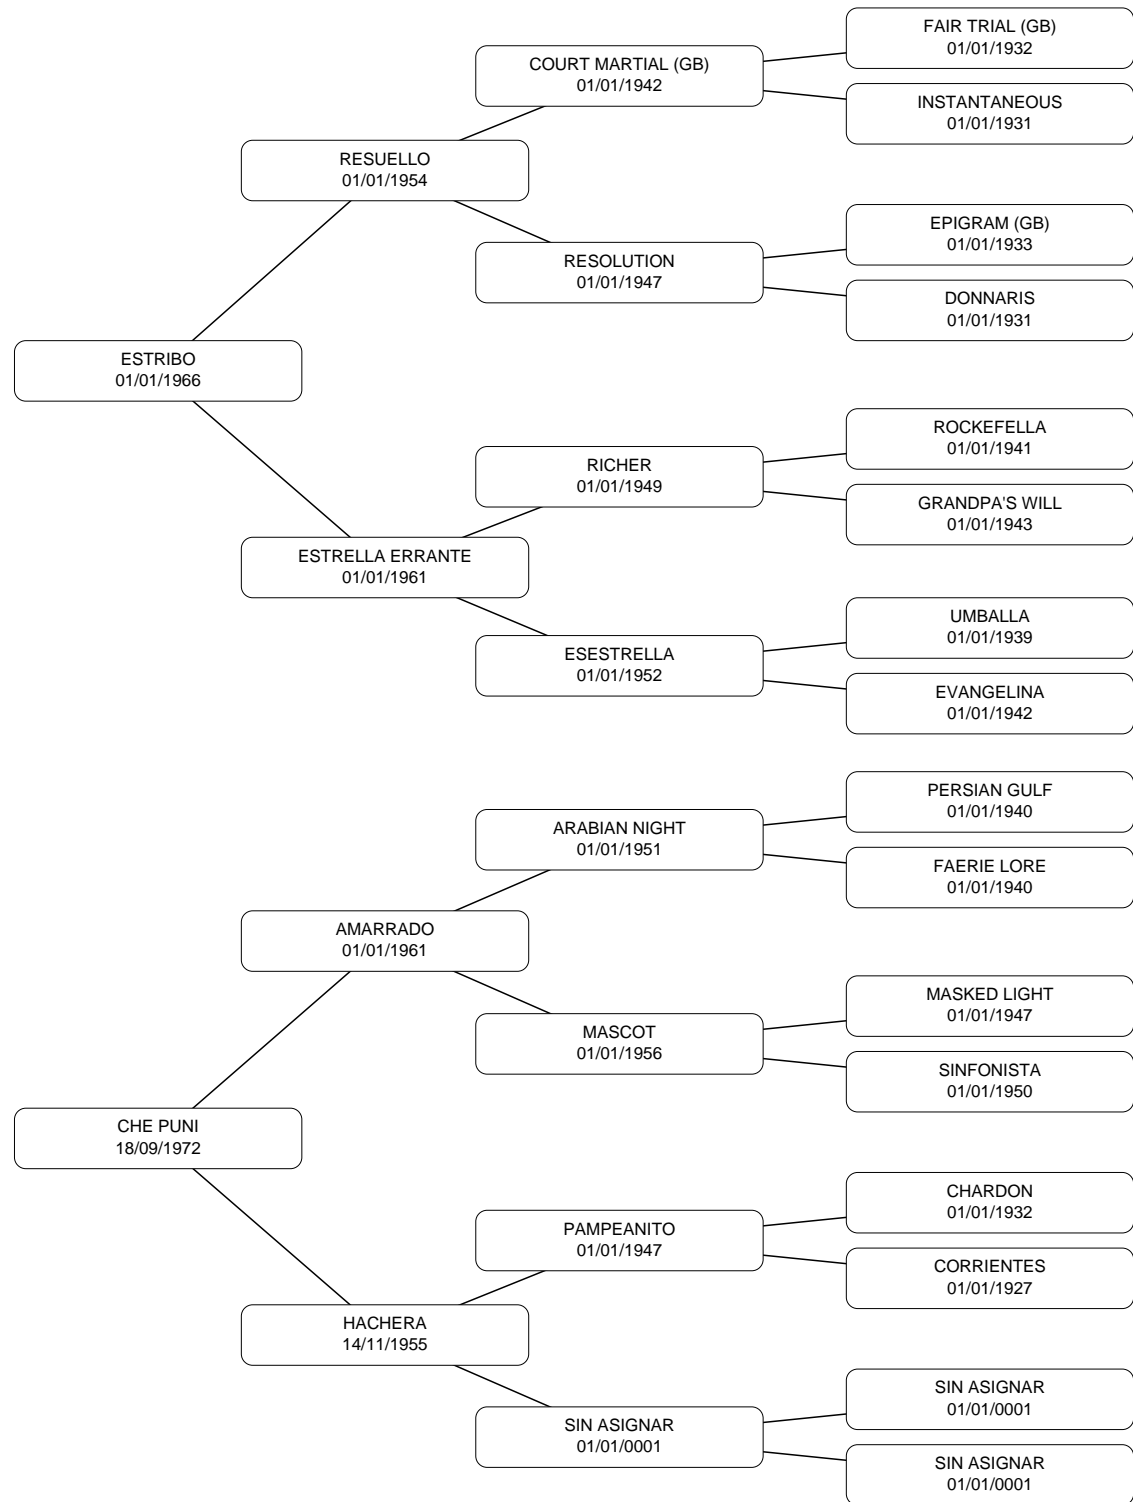 FAIR TRIAL (GB)
01/01/1932
COURT MARTIAL (GB)
01/01/1942
INSTANTANEOUS
01/01/1931
RESUELLO
01/01/1954
EPIGRAM (GB)
01/01/1933
RESOLUTION
01/01/1947
DONNARIS
01/01/1931
ESTRIBO
01/01/1966
ROCKEFELLA
01/01/1941
RICHER
01/01/1949
GRANDPA'S WILL
01/01/1943
ESTRELLA ERRANTE
01/01/1961
UMBALLA
01/01/1939
ESESTRELLA
01/01/1952
EVANGELINA
01/01/1942
PERSIAN GULF
01/01/1940
ARABIAN NIGHT
01/01/1951
FAERIE LORE
01/01/1940
AMARRADO
01/01/1961
MASKED LIGHT
01/01/1947
MASCOT
01/01/1956
SINFONISTA
01/01/1950
CHE PUNI
18/09/1972
CHARDON
01/01/1932
PAMPEANITO
01/01/1947
CORRIENTES
01/01/1927
HACHERA
14/11/1955
SIN ASIGNAR
01/01/0001
SIN ASIGNAR
01/01/0001
SIN ASIGNAR
01/01/0001